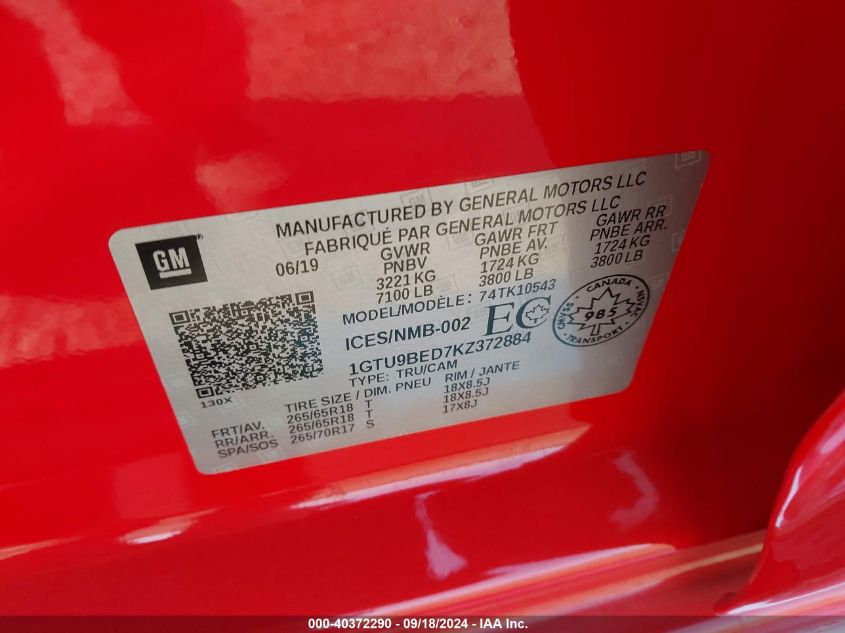 MANUFACTURED BY GENERAL MOTORS LLC
FABRIQUÉ PAR GENERAL MOTORS LLC
GM
06/19 GVWR GAWR FRT GAWR RR
PNBV PNBE AV. PNBE ARR.
3221 KG 1724 KG 1724 KG
7100 LB 3800 LB 3800 LB
MODEL/MODÈLE: 74TK10543
ICES/NMB-002 EC
CANADA
CMVSS 985 NSVAC
TRANSPORT
1GTU9BED7KZ372884
TYPE: TRU/CAM
130X
TIRE SIZE / DIM. PNEU RIM / JANTE
FRT/AV. 265/65R18 T 18X8.5J
RR/ARR. 265/65R18 T 18X8.5J
SPA/SOS 265/70R17 S 17X8J
000-40372290 - 09/18/2024 - IAA Inc.